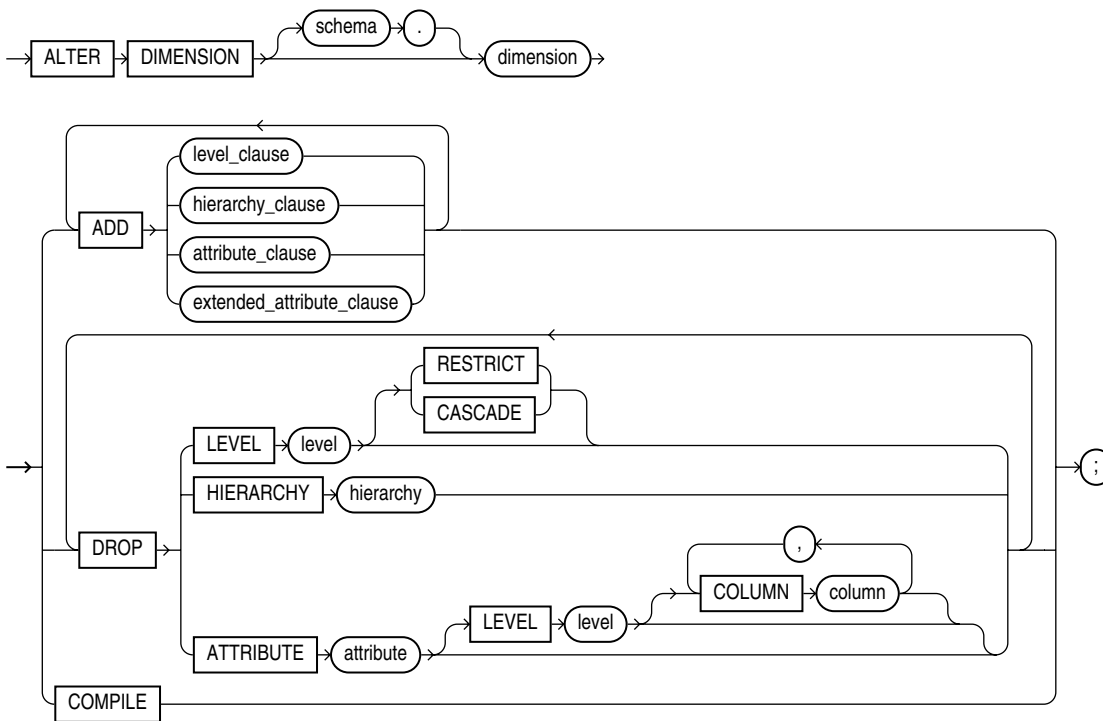 schema .
ALTER DIMENSION dimension
level_clause
hierarchy_clause
ADD
attribute_clause
extended_attribute_clause
RESTRICT
CASCADE
LEVEL level
;
HIERARCHY hierarchy
DROP
,
COLUMN column
LEVEL level
ATTRIBUTE attribute
COMPILE